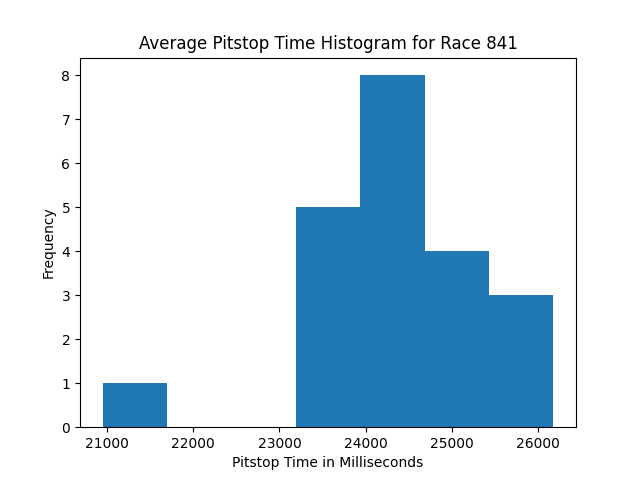 Average Pitstop Time Histogram for Race 841
8
7
6
5
4
3
2
1
0
Frequency
21000 22000 23000 24000 25000 26000
Pitstop Time in Milliseconds